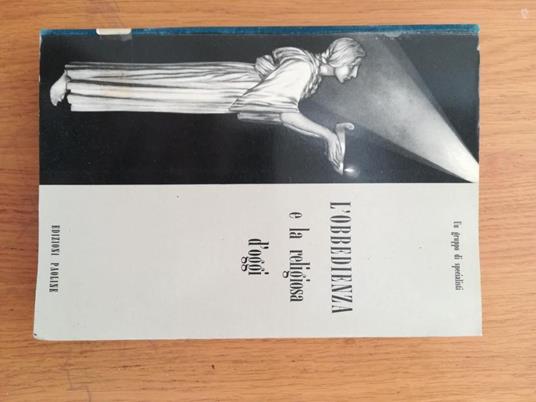 Un gruppo di specialisti
L'OBBEDIENZA
e la religiosa
d'oggi
EDIZIONI PAOLINE